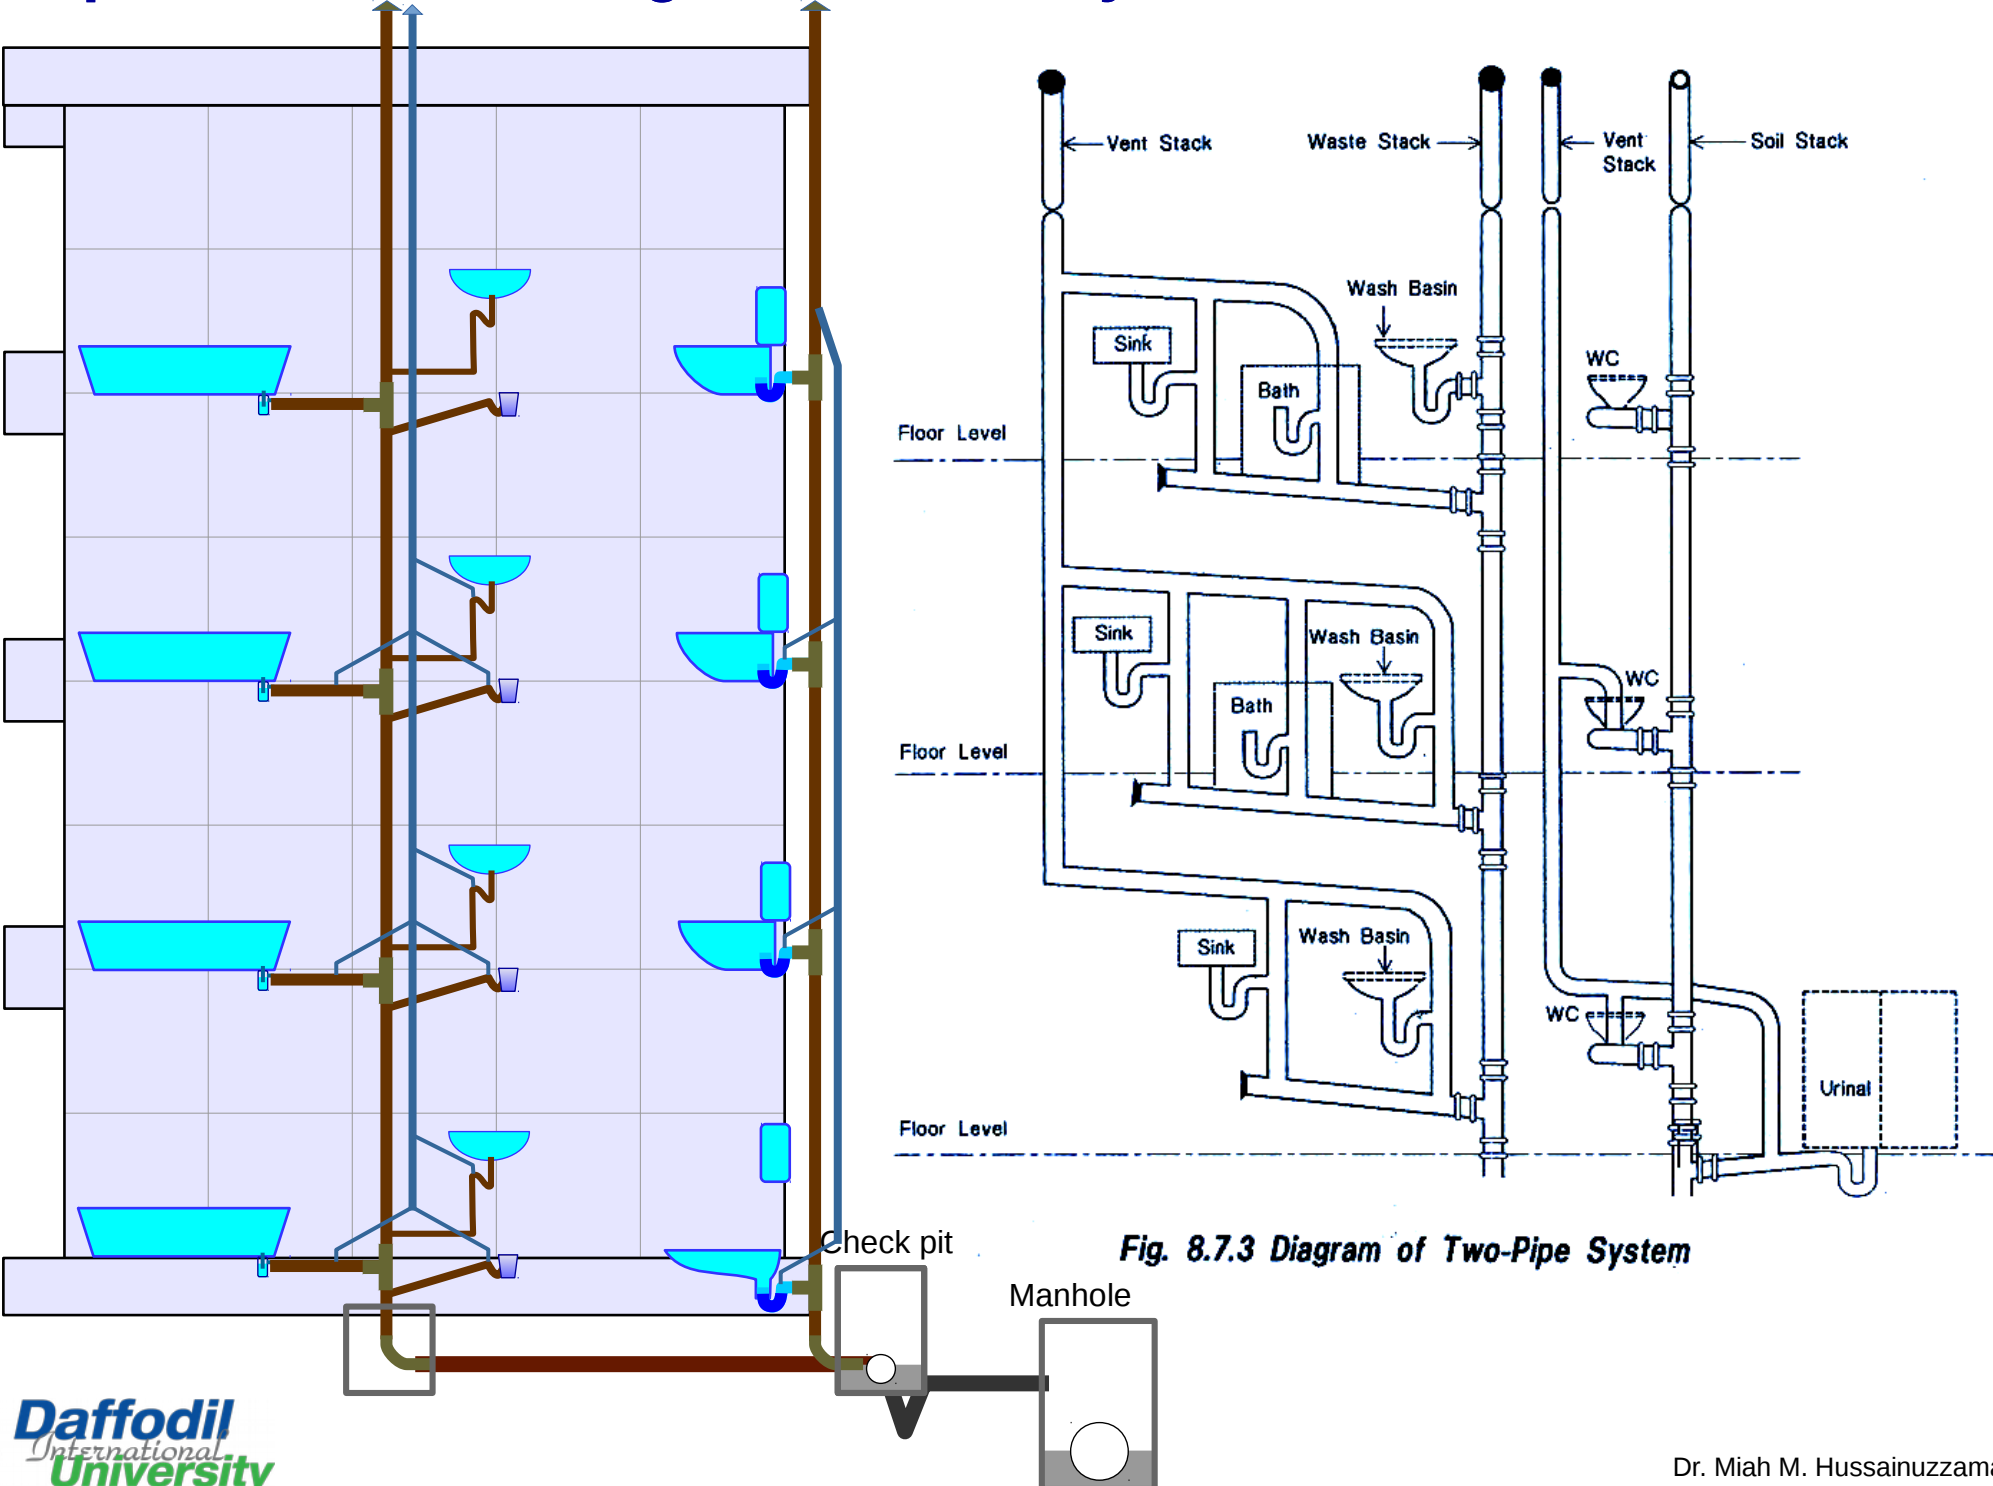 Vent Stack
Waste Stack
Vent
Stack
Soil Stack
Wash Basin
Sink
Bath
WC
Floor Level
Sink
Wash Basin
Bath
WC
Floor Level
Sink
Wash Basin
WC
Urinal
Floor Level
Fig. 8.7.3 Diagram of Two-Pipe System
Check pit
Manhole
Daffodil
International
University
Dr. Miah M. Hussainuzzama